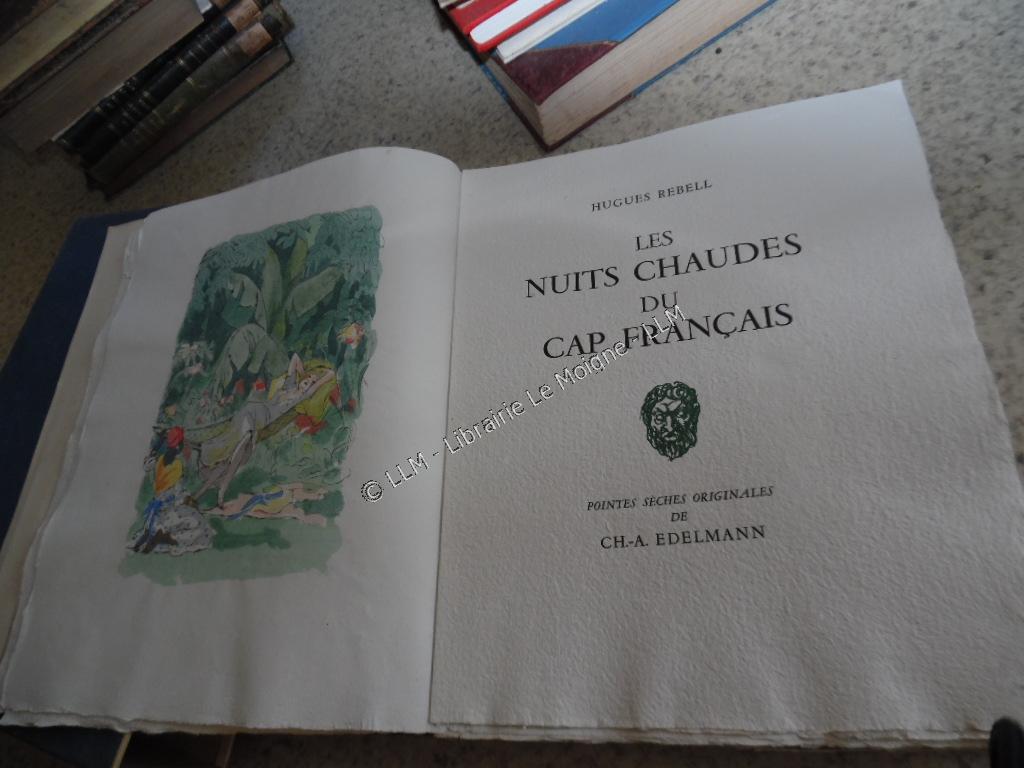 HUGUES REBELL
LES
NUITS CHAUDES
DU
CAP FRANÇAIS
© LLM - Librairie Le Moigne - LLM
POINTES SÈCHES ORIGINALES
DE
CH.-A. EDELMANN